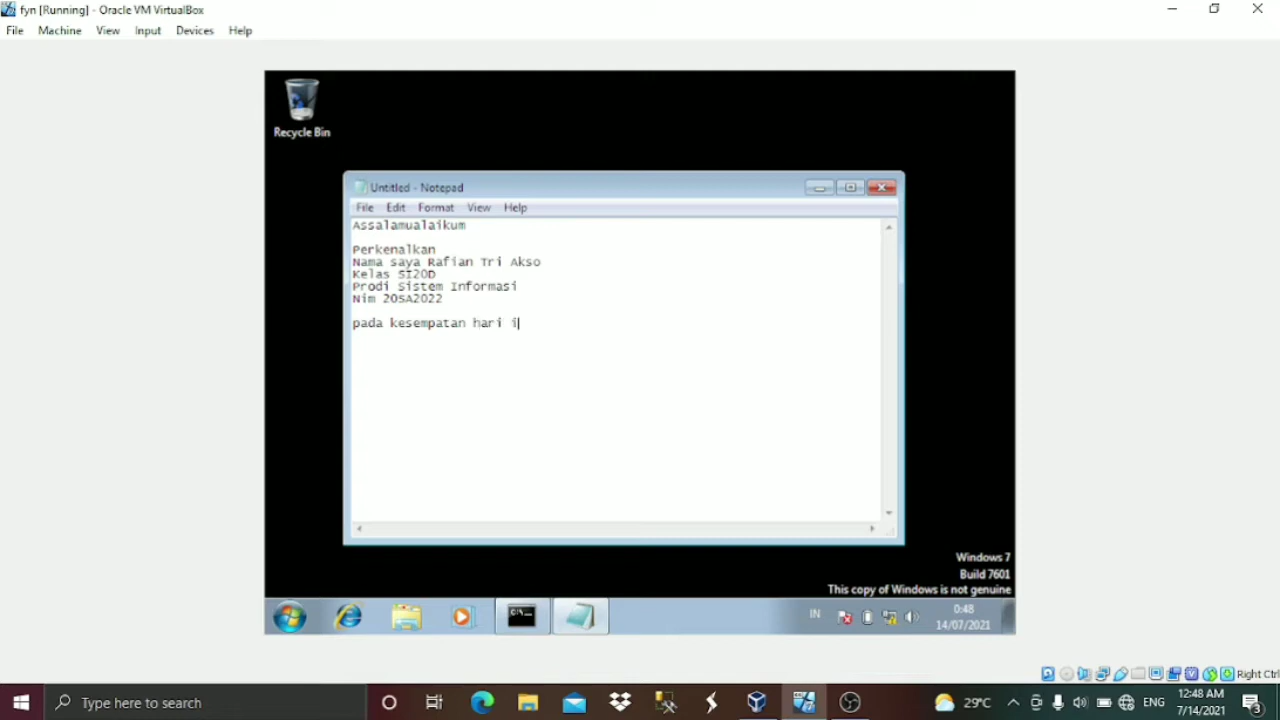 fyn [Running] - Oracle VM VirtualBox
File Machine View Input Devices Help
Recycle Bin
Untitled - Notepad
File Edit Format View Help
Assalamualaikum
Perkenalkan
Nama saya Rafian Tri Akso
Kelas SI20D
Prodi Sistem Informasi
Nim 20SA2022
pada kesempatan hari i
Windows 7
Build 7601
This copy of Windows is not genuine
IN
0:48
14/07/2021
Right Ctrl
Type here to search
29°C
ENG
12:48 AM
7/14/2021
3